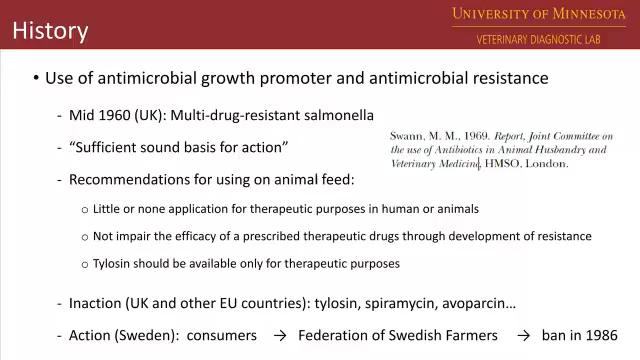 History
UNIVERSITY OF MINNESOTA
VETERINARY DIAGNOSTIC LAB
• Use of antimicrobial growth promoter and antimicrobial resistance
- Mid 1960 (UK): Multi-drug-resistant salmonella
- “Sufficient sound basis for action”
Swann, M. M., 1969. Report, Joint Committee on
the use of Antibiotics in Animal Husbandry and
Veterinary Medicine, HMSO, London.
- Recommendations for using on animal feed:
o Little or none application for therapeutic purposes in human or animals
o Not impair the efficacy of a prescribed therapeutic drugs through development of resistance
o Tylosin should be available only for therapeutic purposes
- Inaction (UK and other EU countries): tylosin, spiramycin, avoparcin…
- Action (Sweden): consumers → Federation of Swedish Farmers → ban in 1986